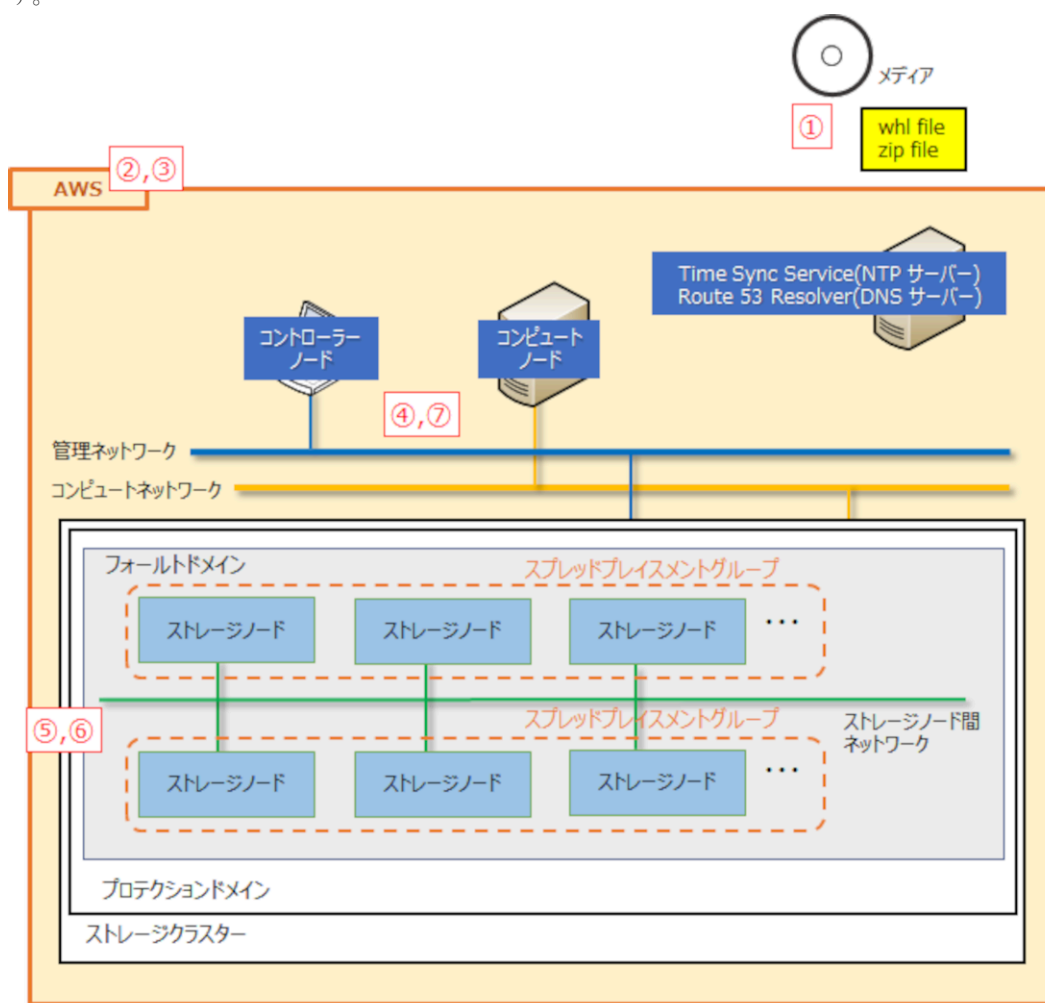 す。
メディア
①
whl file
zip file
②,③
AWS
Time Sync Service(NTP サーバー)
Route 53 Resolver(DNS サーバー)
コントローラー
ノード
コンピュート
ノード
④,⑦
管理ネットワーク
コンピュートネットワーク
フォールトドメイン
スプレッドプレイスメントグループ
ストレージノード
ストレージノード
ストレージノード
・・・
⑤,⑥
スプレッドプレイスメントグループ
ストレージノード間
ネットワーク
ストレージノード
ストレージノード
ストレージノード
・・・
プロテクションドメイン
ストレージクラスター